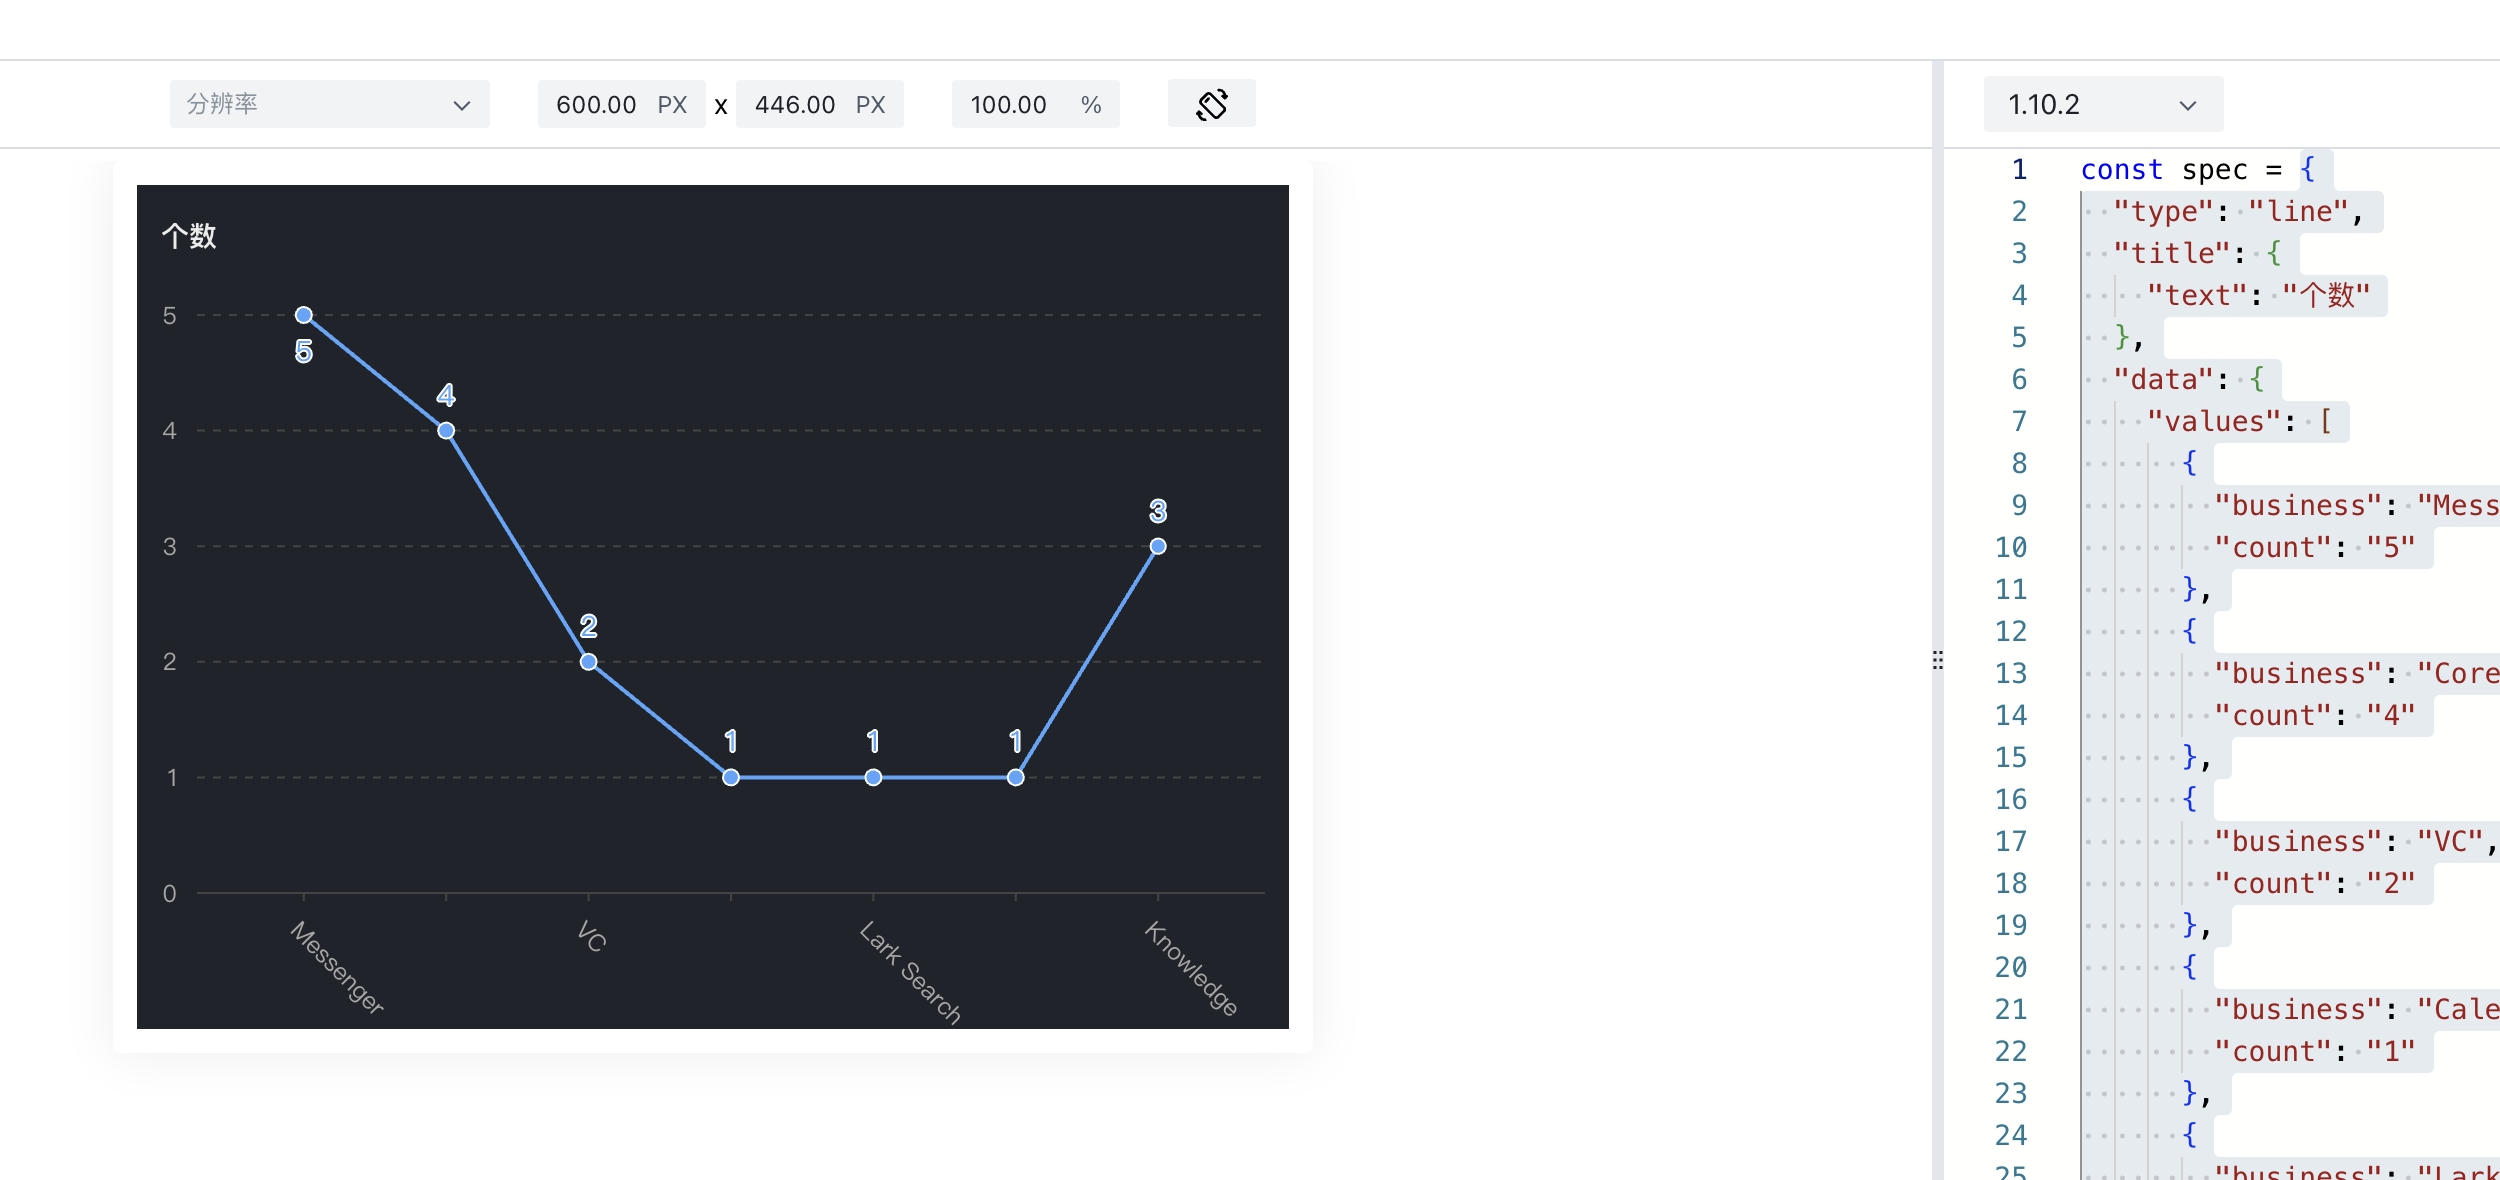 分辨率
600.00 PX x 446.00 PX
100.00 %
1.10.2
个数
5
4
3
2
1
0
5
4
2
1
1
1
3
Messenger
VC
Lark Search
Knowledge
1 const spec = {
2 "type": "line",
3 "title": {
4 "text": "个数"
5 },
6 "data": {
7 "values": [
8 {
9 "business": "Mess
10 "count": "5"
11 },
12 {
13 "business": "Core
14 "count": "4"
15 },
16 {
17 "business": "VC",
18 "count": "2"
19 },
20 {
21 "business": "Cale
22 "count": "1"
23 },
24 {
25 "business": "Lark